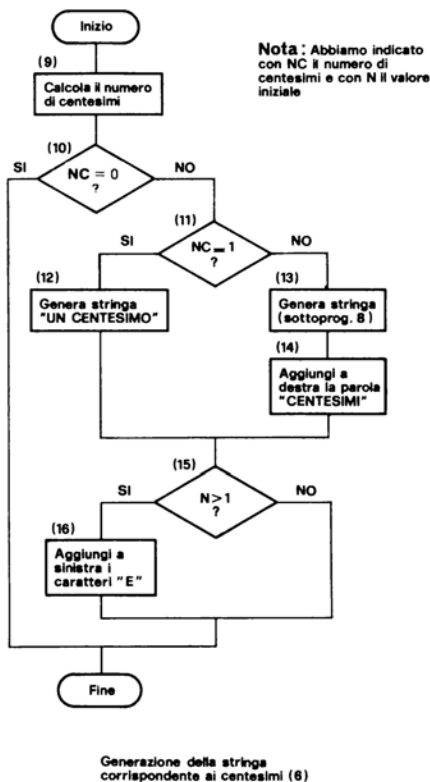 Inizio
Nota: Abbiamo indicato
con NC il numero di
centesimi e con N il valore
iniziale
(9)
Calcola il numero
di centesimi
(10)
SI
NC = 0
?
NO
(11)
SI
NC = 1
?
NO
(12)
Genera stringa
"UN CENTESIMO"
(13)
Genera stringa
(sottoprog. B)
(14)
Aggiungi a
destra la parola
"CENTESIMI"
(15)
SI
N>1
?
NO
(16)
Aggiungi a
sinistra i
caratteri "E"
Fine
Generazione della stringa
corrispondente ai centesimi (6)